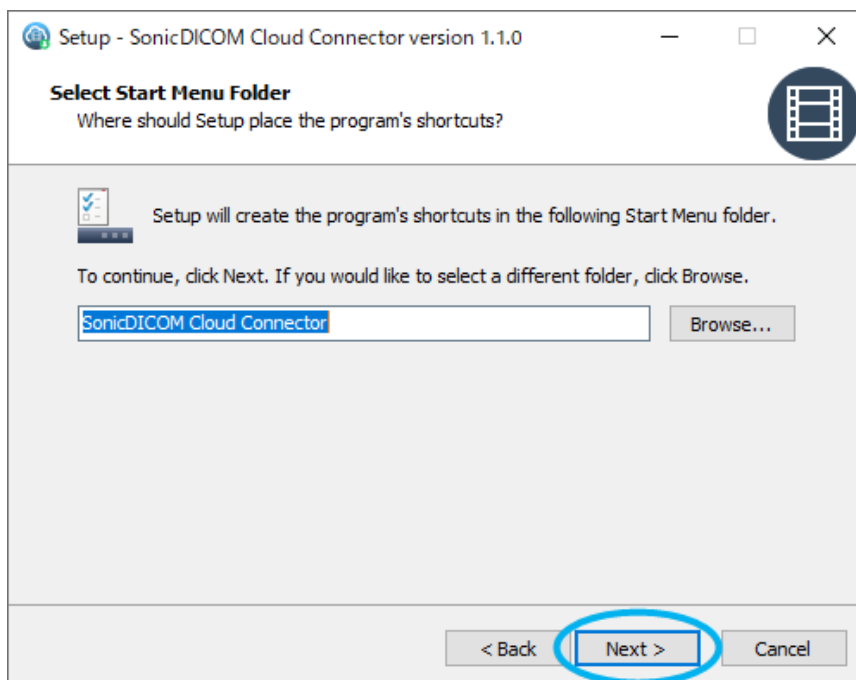 Setup - SonicDICOM Cloud Connector version 1.1.0
Select Start Menu Folder
Where should Setup place the program's shortcuts?
Setup will create the program's shortcuts in the following Start Menu folder.
To continue, click Next. If you would like to select a different folder, click Browse.
SonicDICOM Cloud Connector
Browse...
< Back
Next >
Cancel